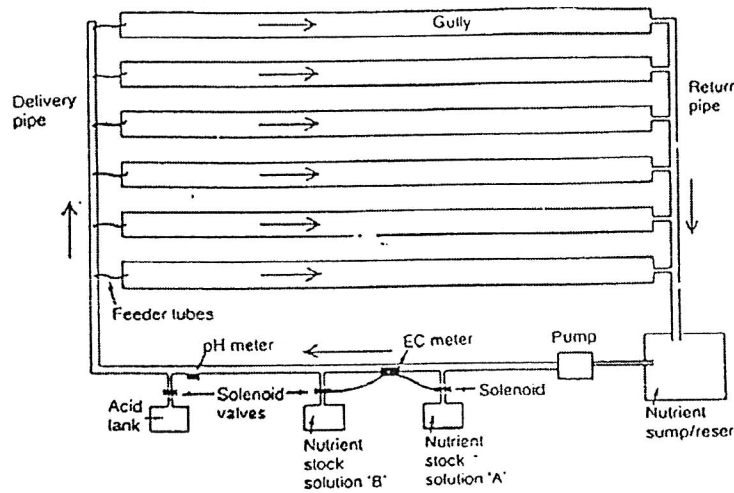 Gully
Delivery
pipe
Return
pipe
Feeder tubes
pH meter
EC meter
Pump
Solenoid
valves
Solenoid
Acid
tank
Nutrient
stock
solution 'B'
Nutrient
stock
solution 'A'
Nutrient
sump/reser